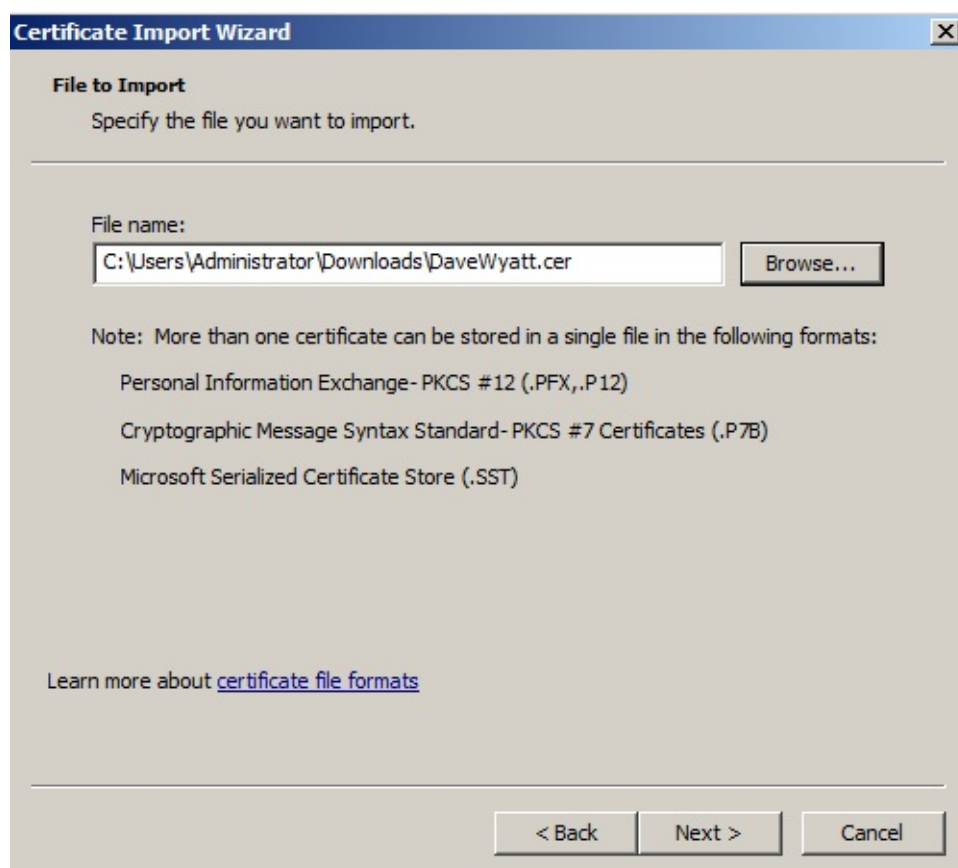 Certificate Import Wizard
File to Import
Specify the file you want to import.
File name:
C:\Users\Administrator\Downloads\DaveWyatt.cer
Browse...
Note: More than one certificate can be stored in a single file in the following formats:
Personal Information Exchange- PKCS #12 (.PFX,.P12)
Cryptographic Message Syntax Standard- PKCS #7 Certificates (.P7B)
Microsoft Serialized Certificate Store (.SST)
Learn more about certificate file formats
< Back Next > Cancel